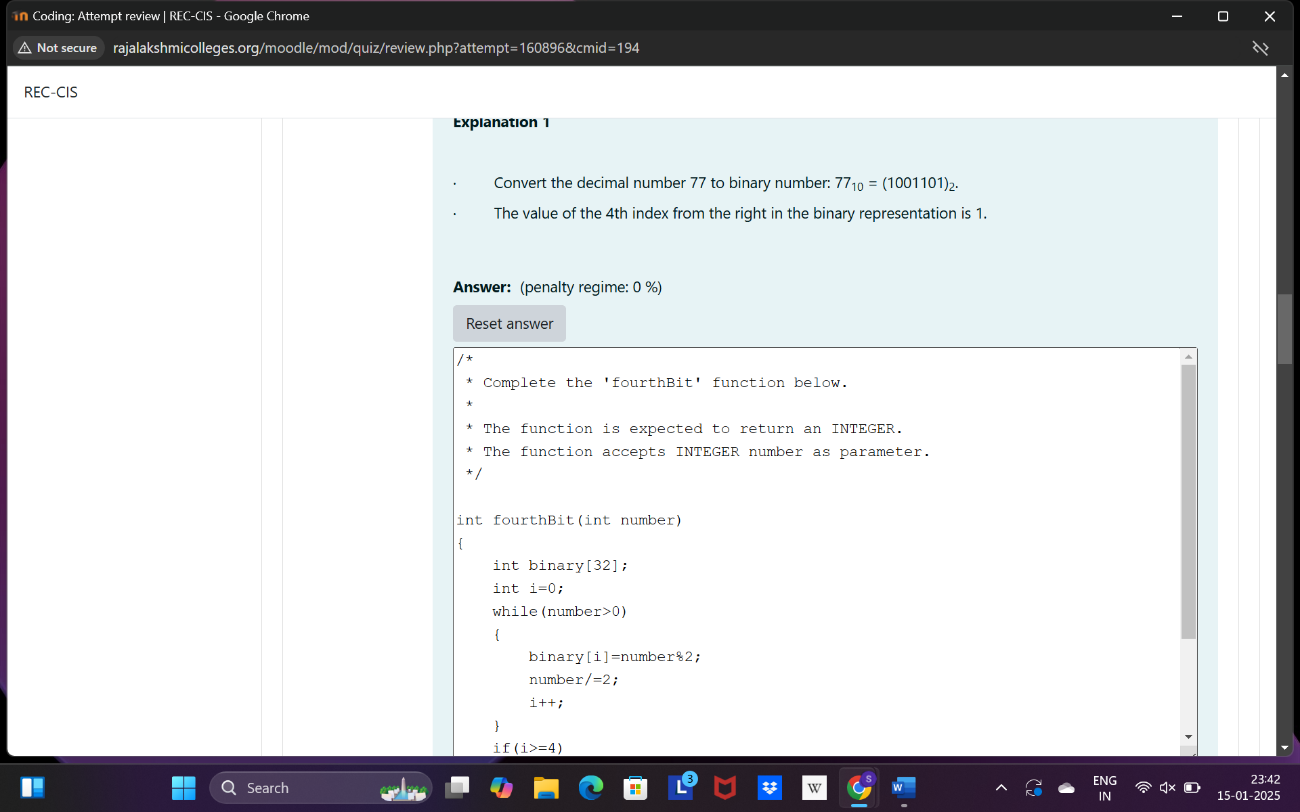 Coding: Attempt review | REC-CIS - Google Chrome
Not secure rajalakshmicolleges.org/moodle/mod/quiz/review.php?attempt=160896&cmid=194
REC-CIS
Explanation 1
· Convert the decimal number 77 to binary number: 77₁₀ = (1001101)₂.
· The value of the 4th index from the right in the binary representation is 1.
Answer: (penalty regime: 0 %)
Reset answer
/*
* Complete the 'fourthBit' function below.
*
* The function is expected to return an INTEGER.
* The function accepts INTEGER number as parameter.
*/
int fourthBit(int number)
{
int binary[32];
int i=0;
while(number>0)
{
binary[i]=number%2;
number/=2;
i++;
}
if(i>=4)
Search
L 3
W
S
W
ENG
IN
23:42
15-01-2025